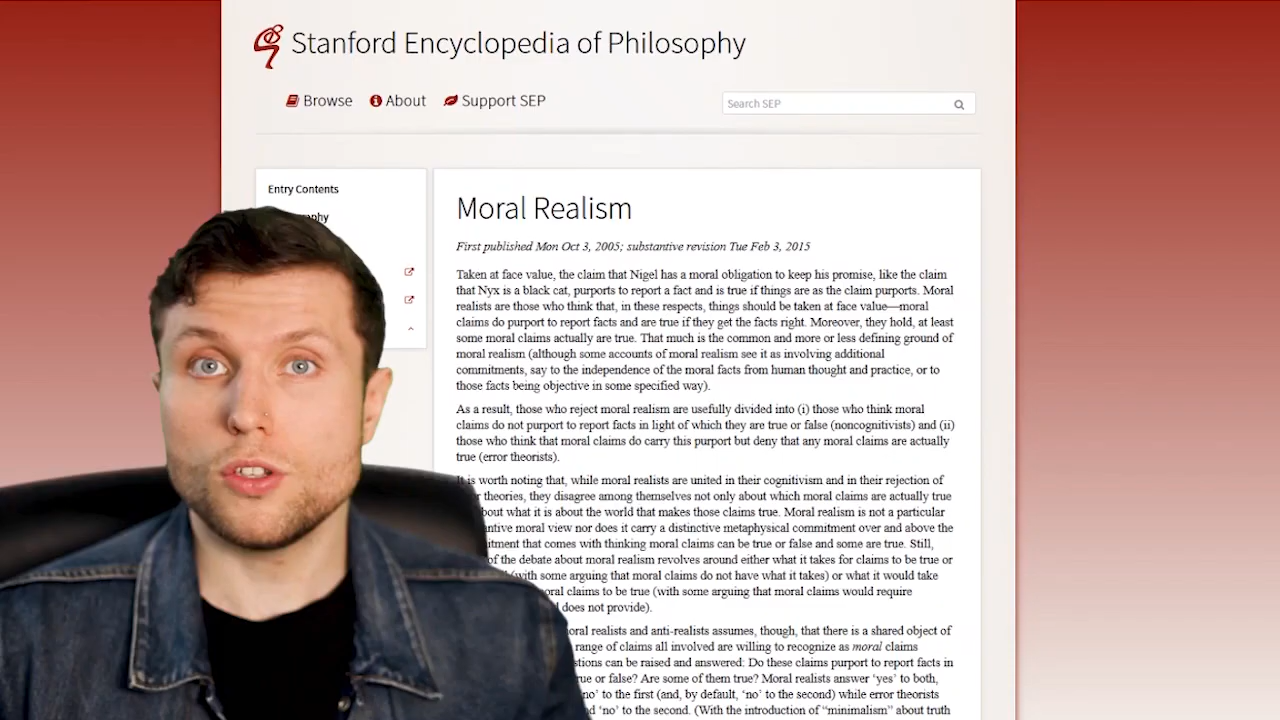 Stanford Encyclopedia of Philosophy
Browse About Support SEP
Search SEP
Entry Contents
Moral Realism
First published Mon Oct 3, 2005; substantive revision Tue Feb 3, 2015
Taken at face value, the claim that Nigel has a moral obligation to keep his promise, like the claim
that Nyx is a black cat, purports to report a fact and is true if things are as the claim purports. Moral
realists are those who think that, in these respects, things should be taken at face value—moral
claims do purport to report facts and are true if they get the facts right. Moreover, they hold, at least
some moral claims actually are true. That much is the common and more or less defining ground of
moral realism (although some accounts of moral realism see it as involving additional
commitments, say to the independence of the moral facts from human thought and practice, or to
those facts being objective in some specified way).
As a result, those who reject moral realism are usefully divided into (i) those who think moral
claims do not purport to report facts in light of which they are true or false (noncognitivists) and (ii)
those who think that moral claims do carry this purport but deny that any moral claims are actually
true (error theorists).
It is worth noting that, while moral realists are united in their cognitivism and in their rejection of
theories, they disagree among themselves not only about which moral claims are actually true
about what it is about the world that makes those claims true. Moral realism is not a particular
moral view nor does it carry a distinctive metaphysical commitment over and above the
that comes with thinking moral claims can be true or false and some are true. Still,
of the debate about moral realism revolves around either what it takes for claims to be true or
(with some arguing that moral claims do not have what it takes) or what it would take
moral claims to be true (with some arguing that moral claims would require
does not provide).
moral realists and anti-realists assumes, though, that there is a shared object of
range of claims all involved are willing to recognize as moral claims
can be raised and answered: Do these claims purport to report facts in
true or false? Are some of them true? Moral realists answer ‘yes’ to both,
‘no’ to the first (and, by default, ‘no’ to the second) while error theorists
‘no’ to the second. (With the introduction of “minimalism” about truth